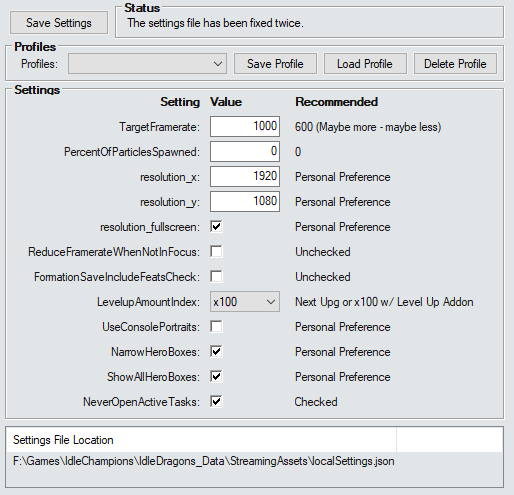 Save Settings
Status
The settings file has been fixed twice.
Profiles
Profiles:
Save Profile
Load Profile
Delete Profile
Settings
Setting Value Recommended
TargetFramerate: 1000 600 (Maybe more - maybe less)
PercentOfParticlesSpawned: 0 0
resolution_x: 1920 Personal Preference
resolution_y: 1080 Personal Preference
resolution_fullscreen: Personal Preference
ReduceFramerateWhenNotInFocus: Unchecked
FormationSaveIncludeFeatsCheck: Unchecked
LevelupAmountIndex: x100 Next Upg or x100 w/ Level Up Addon
UseConsolePortraits: Personal Preference
NarrowHeroBoxes: Personal Preference
ShowAllHeroBoxes: Personal Preference
NeverOpenActiveTasks: Checked
Settings File Location
F:\Games\IdleChampions\IdleDragons_Data\StreamingAssets\localSettings.json